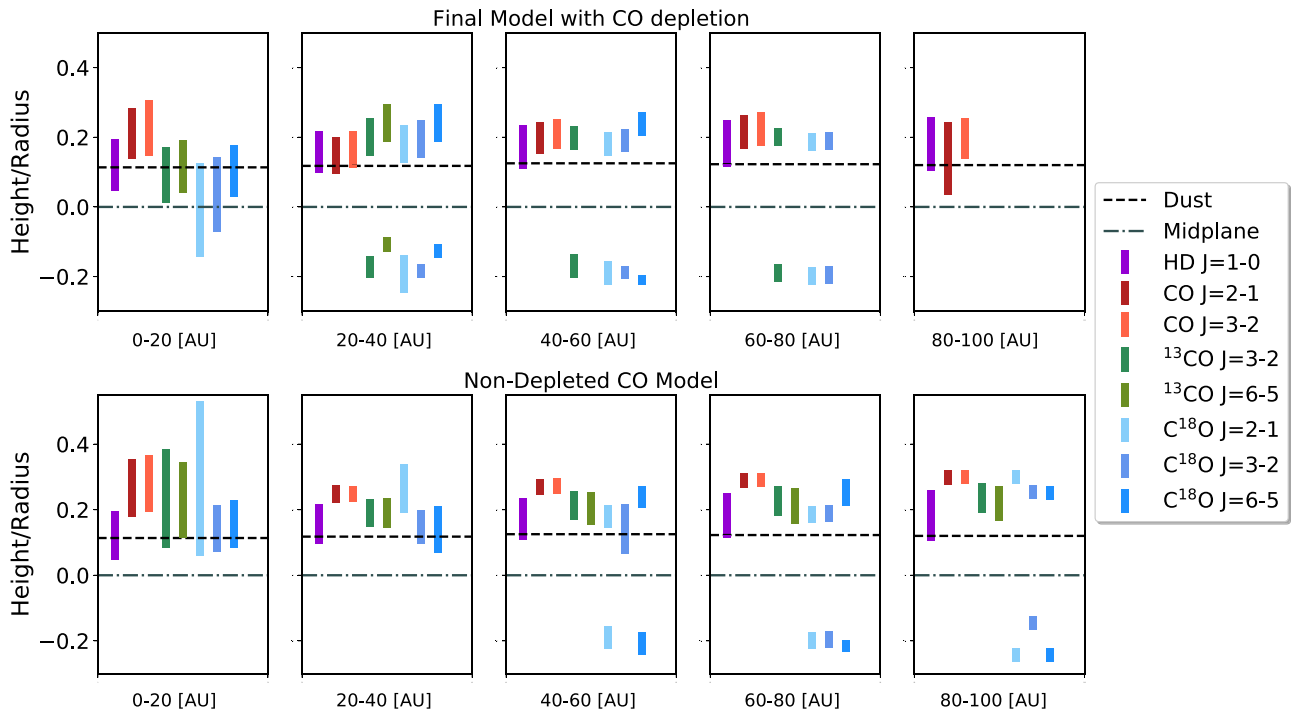 Final Model with CO depletion
Height/Radius
0.4
0.2
0.0
−0.2
0-20 [AU]
20-40 [AU]
40-60 [AU]
60-80 [AU]
80-100 [AU]
Non-Depleted CO Model
Height/Radius
0.4
0.2
0.0
−0.2
0-20 [AU]
20-40 [AU]
40-60 [AU]
60-80 [AU]
80-100 [AU]
Dust
Midplane
HD J=1-0
CO J=2-1
CO J=3-2
¹³CO J=3-2
¹³CO J=6-5
C¹⁸O J=2-1
C¹⁸O J=3-2
C¹⁸O J=6-5